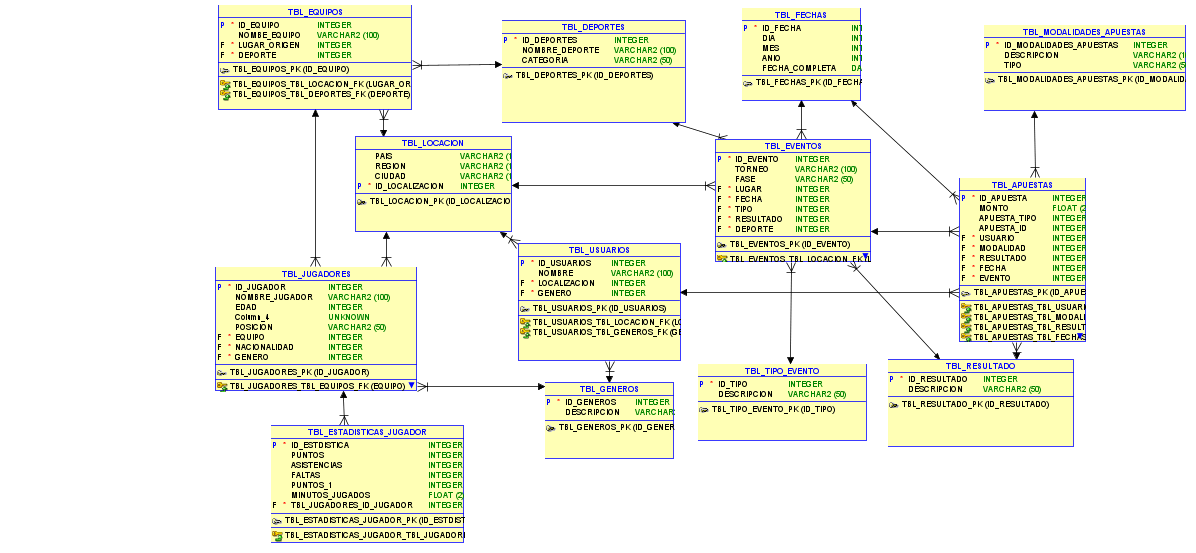 TBL_EQUIPOS
P * ID_EQUIPO INTEGER
NOMBE_EQUIPO VARCHAR2 (100)
F * LUGAR_ORIGEN INTEGER
F * DEPORTE INTEGER
TBL_EQUIPOS_PK (ID_EQUIPO)
TBL_EQUIPOS_TBL_LOCACION_FK (LUGAR_OR
TBL_EQUIPOS_TBL_DEPORTES_FK (DEPORTE)
TBL_DEPORTES
P * ID_DEPORTES INTEGER
NOMBRE_DEPORTE VARCHAR2 (100)
CATEGORIA VARCHAR2 (50)
TBL_DEPORTES_PK (ID_DEPORTES)
TBL_FECHAS
P * ID_FECHA INT
DIA INT
MES INT
ANIO INT
FECHA_COMPLETA DA
TBL_FECHAS_PK (ID_FECHA
TBL_MODALIDADES_APUESTAS
P * ID_MODALIDADES_APUESTAS INTEGER
DESCRIPCION VARCHAR2 (1
TIPO VARCHAR2 (5
TBL_MODALIDADES_APUESTAS_PK (ID_MODALID
TBL_LOCACION
PAIS VARCHAR2 (1
REGION VARCHAR2 (1
CIUDAD VARCHAR2 (1
P * ID_LOCALIZACION INTEGER
TBL_LOCACION_PK (ID_LOCALIZACIO
TBL_EVENTOS
P * ID_EVENTO INTEGER
TORNEO VARCHAR2 (100)
FASE VARCHAR2 (50)
F * LUGAR INTEGER
F * FECHA INTEGER
F * TIPO INTEGER
F * RESULTADO INTEGER
F * DEPORTE INTEGER
TBL_EVENTOS_PK (ID_EVENTO)
TBL_EVENTOS_TBL_LOCACION_FK
TBL_APUESTAS
P * ID_APUESTA INTEGER
MONTO FLOAT (2
APUESTA_TIPO INTEGER
APUESTA_ID INTEGER
F * USUARIO INTEGER
F * MODALIDAD INTEGER
F * RESULTADO INTEGER
F * FECHA INTEGER
F * EVENTO INTEGER
TBL_APUESTAS_PK (ID_APUE
TBL_APUESTAS_TBL_USUARI
TBL_APUESTAS_TBL_MODALI
TBL_APUESTAS_TBL_RESULT
TBL_APUESTAS_TBL_FECHAS
TBL_USUARIOS
P * ID_USUARIOS INTEGER
NOMBRE VARCHAR2 (100)
F * LOCALIZACION INTEGER
F * GENERO INTEGER
TBL_USUARIOS_PK (ID_USUARIOS)
TBL_USUARIOS_TBL_LOCACION_FK (LO
TBL_USUARIOS_TBL_GENEROS_FK (GE
TBL_JUGADORES
P * ID_JUGADOR INTEGER
NOMBRE_JUGADOR VARCHAR2 (100)
EDAD INTEGER
Colima_4 UNKNOWN
POSICION VARCHAR2 (50)
F * EQUIPO INTEGER
F * NACIONALIDAD INTEGER
F * GENERO INTEGER
TBL_JUGADORES_PK (ID_JUGADOR)
TBL_JUGADORES_TBL_EQUIPOS_FK (EQUIPO)
TBL_GENEROS
P * ID_GENEROS INTEGER
DESCRIPCION VARCHAR
TBL_GENEROS_PK (ID_GENER
TBL_TIPO_EVENTO
P * ID_TIPO INTEGER
DESCRIPCION VARCHAR2 (50)
TBL_TIPO_EVENTO_PK (ID_TIPO)
TBL_RESULTADO
P * ID_RESULTADO INTEGER
DESCRIPCION VARCHAR2 (50)
TBL_RESULTADO_PK (ID_RESULTADO)
TBL_ESTADISTICAS_JUGADOR
P * ID_ESTDISTICA INTEGER
PUNTOS INTEGER
ASISTENCIAS INTEGER
FALTAS INTEGER
PUNTOS_1 INTEGER
MINUTOS_JUGADOS FLOAT (2
F * TBL_JUGADORES_ID_JUGADOR INTEGER
TBL_ESTADISTICAS_JUGADOR_PK (ID_ESTDIST
TBL_ESTADISTICAS_JUGADOR_TBL_JUGADORI